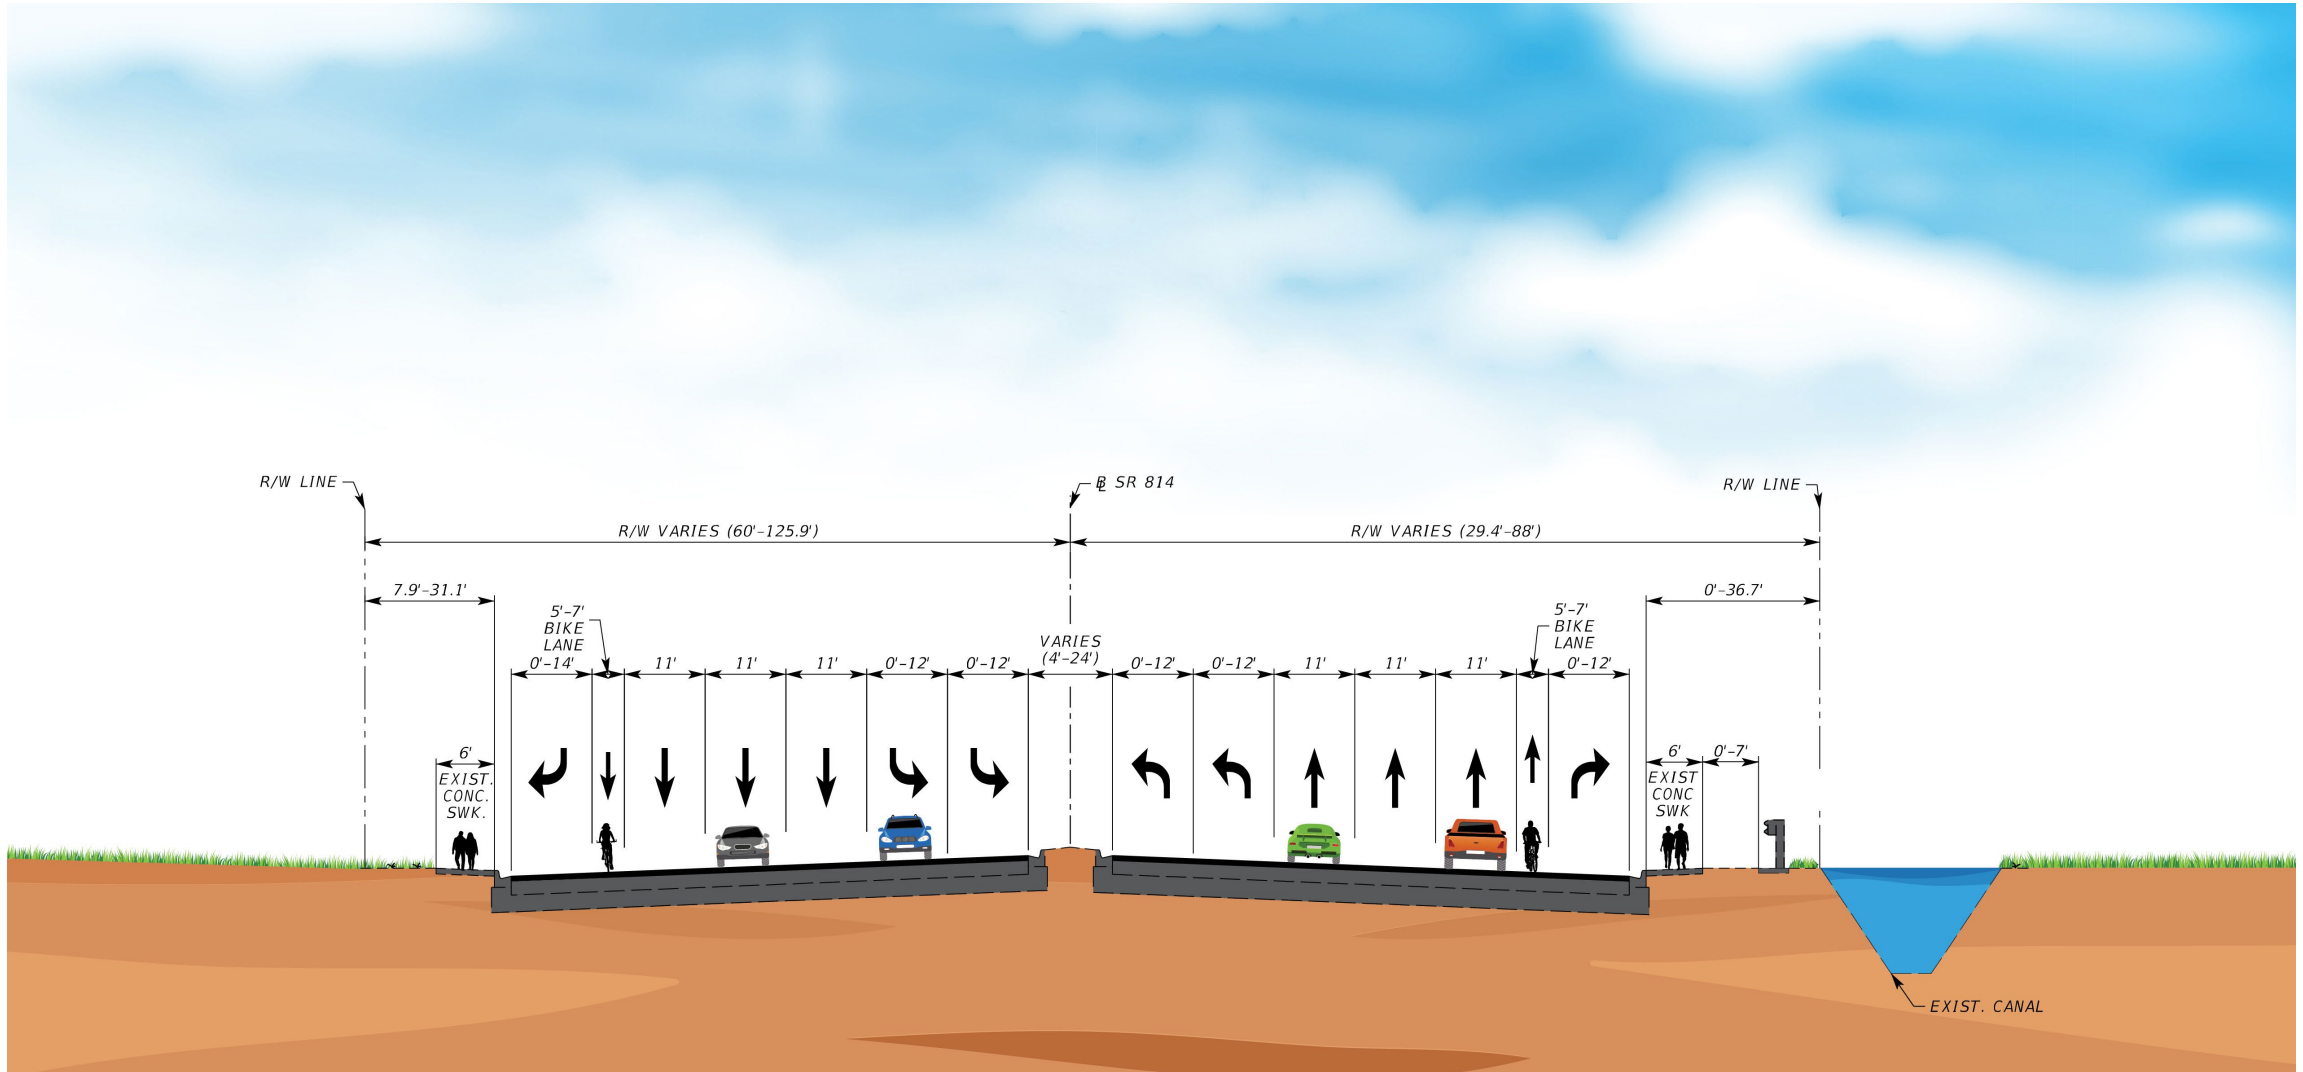 R/W LINE
BL SR 814
R/W LINE
R/W VARIES (60'-125.9')
R/W VARIES (29.4'-88')
7.9'-31.1'
0'-36.7'
5'-7'
BIKE
LANE
5'-7'
BIKE
LANE
VARIES
(4'-24')
0'-14'
11'
11'
11'
0'-12'
0'-12'
0'-12'
0'-12'
11'
11'
11'
0'-12'
6'
EXIST.
CONC.
SWK.
6'
EXIST
CONC
SWK
0'-7'
EXIST. CANAL